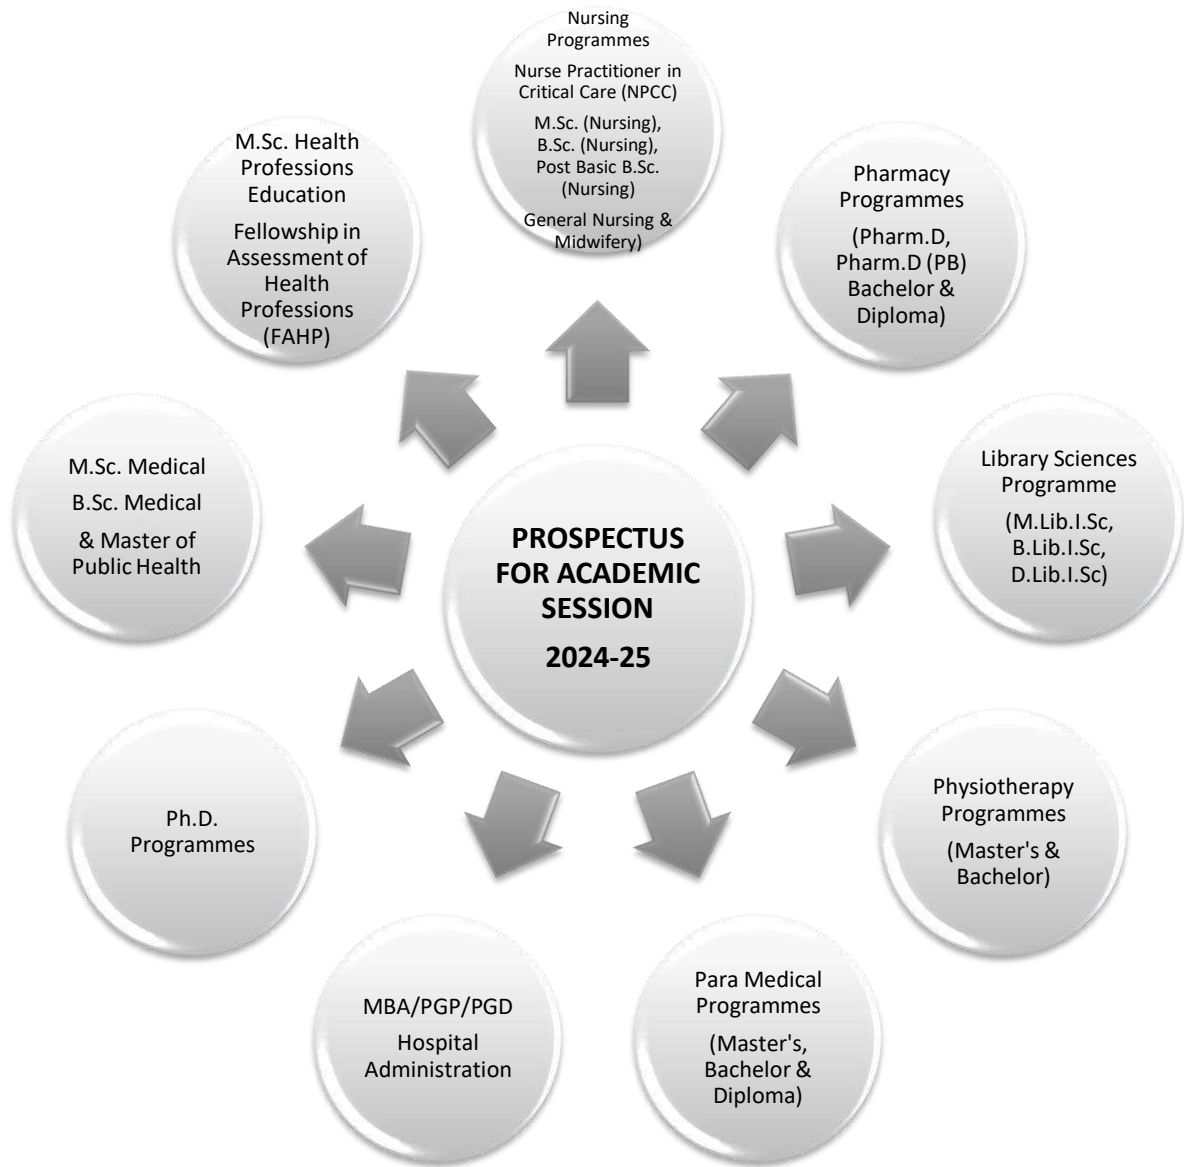 Nursing
Programmes
Nurse Practitioner in
Critical Care (NPCC)
M.Sc. (Nursing),
B.Sc. (Nursing),
Post Basic B.Sc.
(Nursing)
General Nursing &
Midwifery)
Pharmacy
Programmes
(Pharm.D,
Pharm.D (PB)
Bachelor &
Diploma)
Library Sciences
Programme
(M.Lib.I.Sc,
B.Lib.I.Sc,
D.Lib.I.Sc)
Physiotherapy
Programmes
(Master's &
Bachelor)
Para Medical
Programmes
(Master's,
Bachelor &
Diploma)
MBA/PGP/PGD
Hospital
Administration
Ph.D.
Programmes
M.Sc. Medical
B.Sc. Medical
& Master of
Public Health
M.Sc. Health
Professions
Education
Fellowship in
Assessment of
Health
Professions
(FAHP)
PROSPECTUS
FOR ACADEMIC
SESSION
2024-25